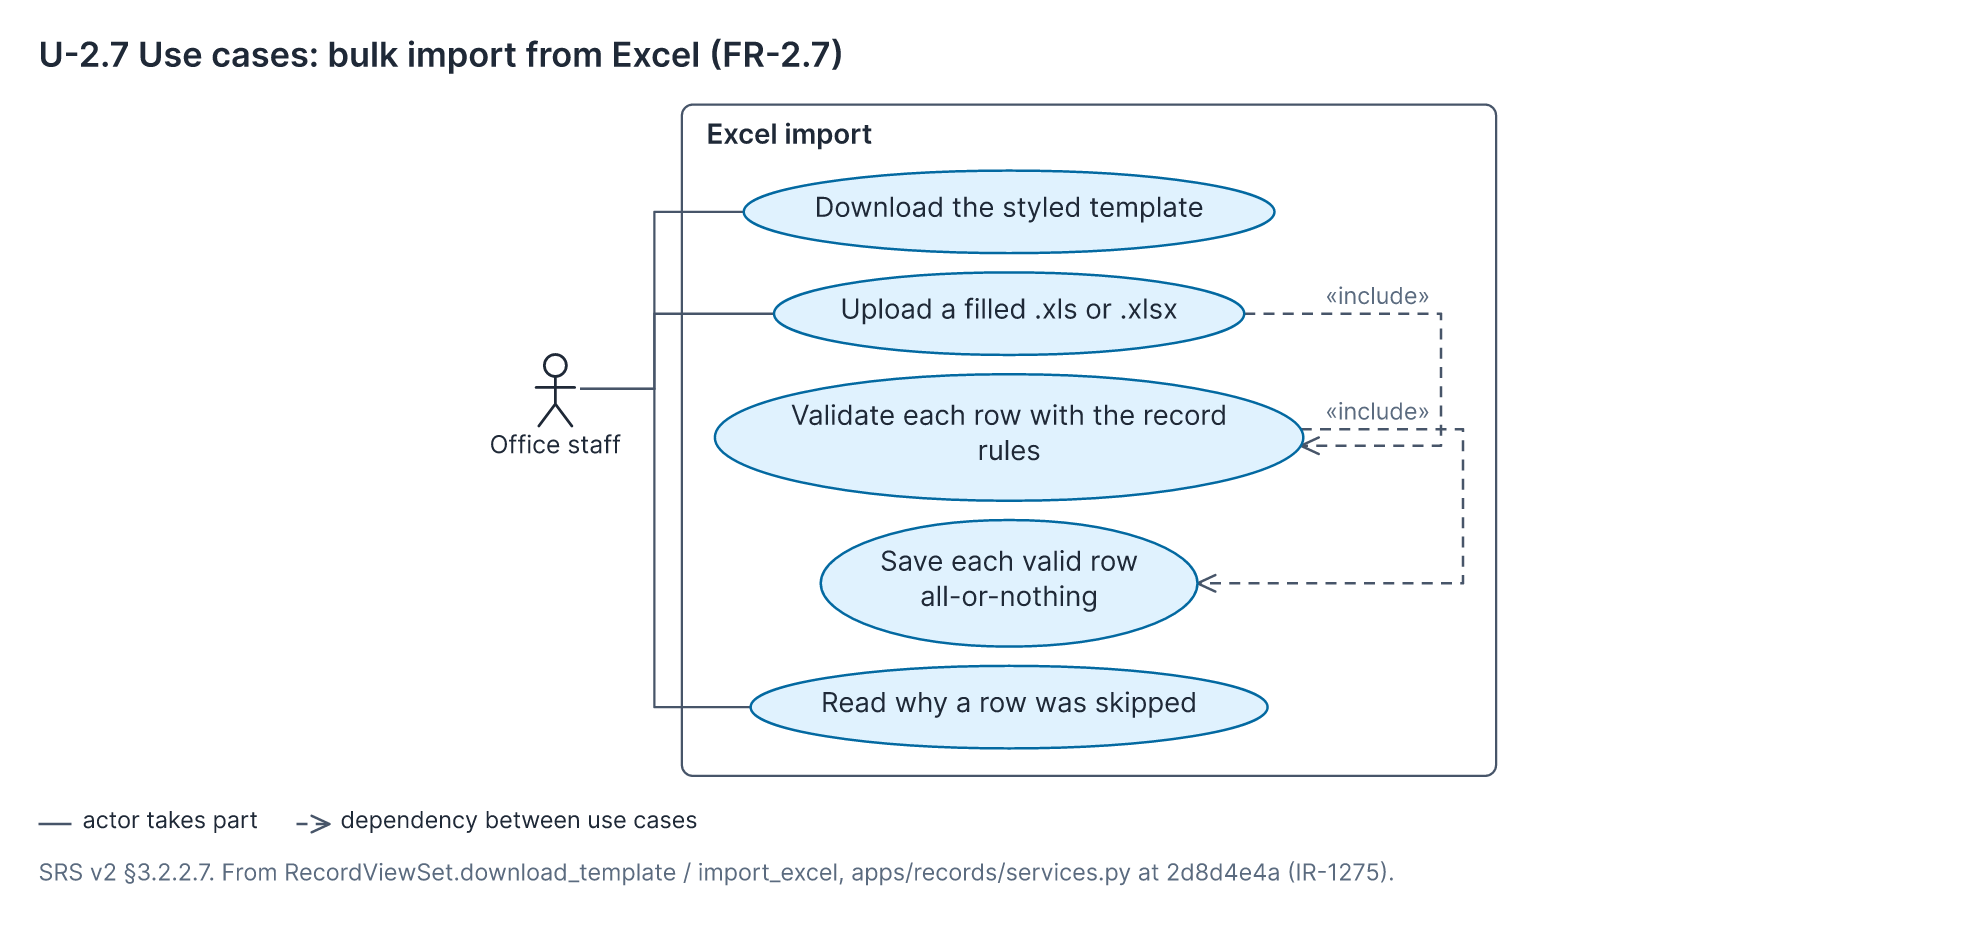 U-2.7 Use cases: bulk import from Excel (FR-2.7)
Excel import
Download the styled template
Upload a filled .xls or .xlsx
«include»
Validate each row with the record
rules
«include»
Office staff
Save each valid row
all-or-nothing
Read why a row was skipped
actor takes part
dependency between use cases
SRS v2 §3.2.2.7. From RecordViewSet.download_template / import_excel, apps/records/services.py at 2d8d4e4a (IR-1275).